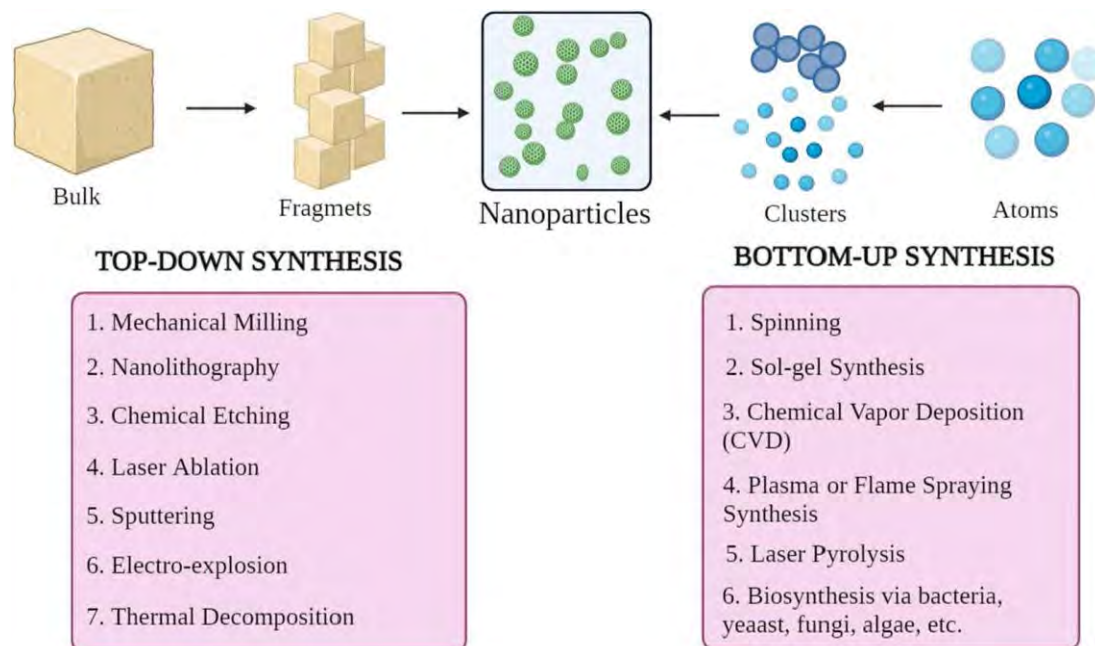 Bulk
Fragmets
Nanoparticles
Clusters
Atoms
TOP-DOWN SYNTHESIS
1. Mechanical Milling
2. Nanolithography
3. Chemical Etching
4. Laser Ablation
5. Sputtering
6. Electro-explosion
7. Thermal Decomposition
BOTTOM-UP SYNTHESIS
1. Spinning
2. Sol-gel Synthesis
3. Chemical Vapor Deposition
(CVD)
4. Plasma or Flame Spraying
Synthesis
5. Laser Pyrolysis
6. Biosynthesis via bacteria,
yeaast, fungi, algae, etc.